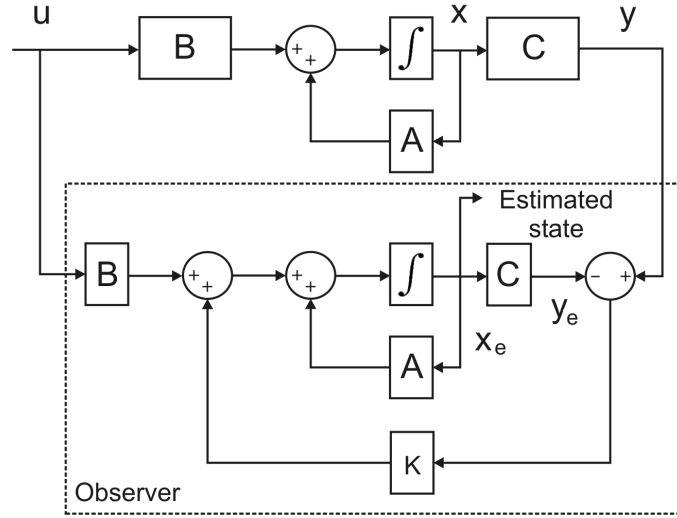 u
B
+
+
∫
x
C
y
A
Estimated
state
B
+
+
+
+
∫
C
-
+
y e
x e
A
K
Observer